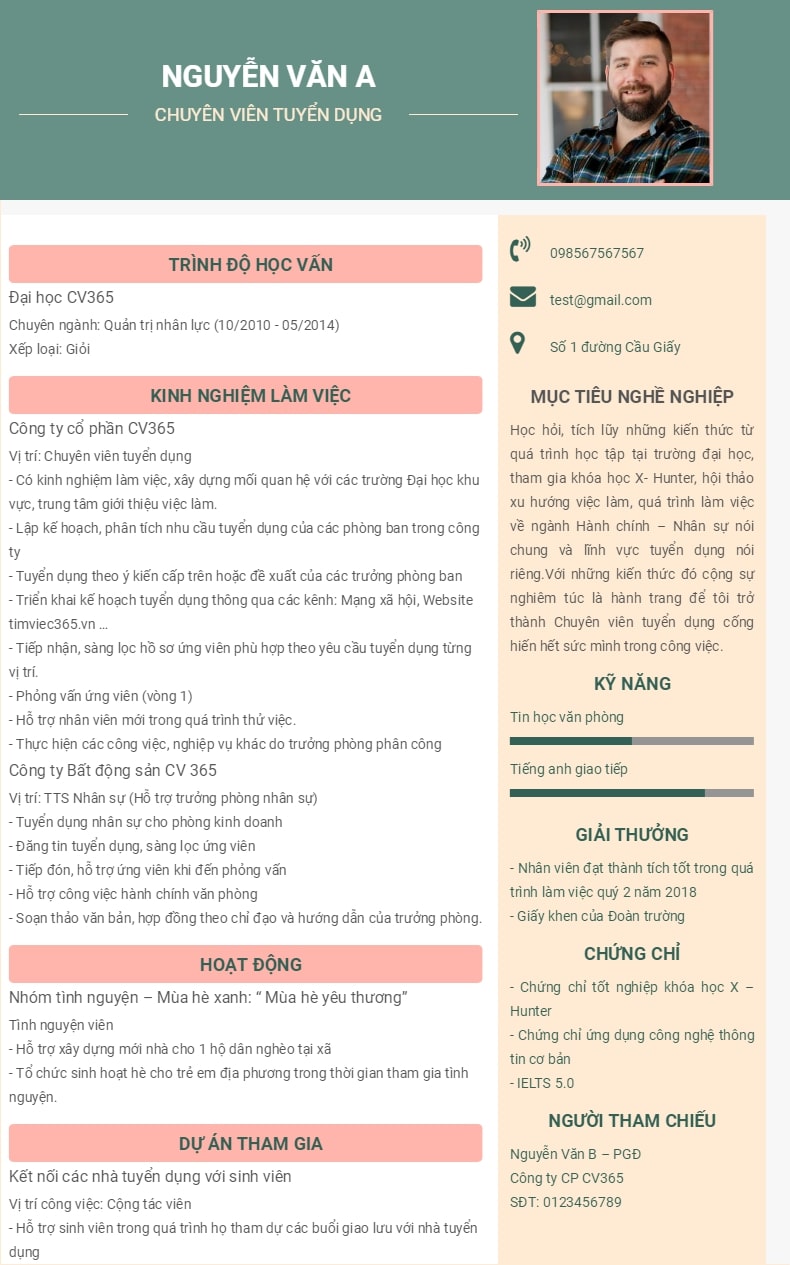 NGUYỄN VĂN A
CHUYÊN VIÊN TUYỂN DỤNG
TRÌNH ĐỘ HỌC VẤN
Đại học CV365
Chuyên ngành: Quản trị nhân lực (10/2010 - 05/2014)
Xếp loại: Giỏi
KINH NGHIỆM LÀM VIỆC
Công ty cổ phần CV365
Vị trí: Chuyên viên tuyển dụng
- Có kinh nghiệm làm việc, xây dựng mối quan hệ với các trường Đại học khu
vực, trung tâm giới thiệu việc làm.
- Lập kế hoạch, phân tích nhu cầu tuyển dụng của các phòng ban trong công
ty
- Tuyển dụng theo ý kiến cấp trên hoặc đề xuất của các trưởng phòng ban
- Triển khai kế hoạch tuyển dụng thông qua các kênh: Mạng xã hội, Website
timviec365.vn ...
- Tiếp nhận, sàng lọc hồ sơ ứng viên phù hợp theo yêu cầu tuyển dụng từng
vị trí.
- Phỏng vấn ứng viên (vòng 1)
- Hỗ trợ nhân viên mới trong quá trình thử việc.
- Thực hiện các công việc, nghiệp vụ khác do trưởng phòng phân công
Công ty Bất động sản CV 365
Vị trí: TTS Nhân sự (Hỗ trợ trưởng phòng nhân sự)
- Tuyển dụng nhân sự cho phòng kinh doanh
- Đăng tin tuyển dụng, sàng lọc ứng viên
- Tiếp đón, hỗ trợ ứng viên khi đến phỏng vấn
- Hỗ trợ công việc hành chính văn phòng
- Soạn thảo văn bản, hợp đồng theo chỉ đạo và hướng dẫn của trưởng phòng.
HOẠT ĐỘNG
Nhóm tình nguyện – Mùa hè xanh: “ Mùa hè yêu thương”
Tình nguyện viên
- Hỗ trợ xây dựng mới nhà cho 1 hộ dân nghèo tại xã
- Tổ chức sinh hoạt hè cho trẻ em địa phương trong thời gian tham gia tình
nguyện.
DỰ ÁN THAM GIA
Kết nối các nhà tuyển dụng với sinh viên
Vị trí công việc: Cộng tác viên
- Hỗ trợ sinh viên trong quá trình họ tham dự các buổi giao lưu với nhà tuyển
dụng
098567567567
test@gmail.com
Số 1 đường Cầu Giấy
MỤC TIÊU NGHỀ NGHIỆP
Học hỏi, tích lũy những kiến thức từ
quá trình học tập tại trường đại học,
tham gia khóa học X- Hunter, hội thảo
xu hướng việc làm, quá trình làm việc
về ngành Hành chính – Nhân sự nói
chung và lĩnh vực tuyển dụng nói
riêng.Với những kiến thức đó cộng sự
nghiêm túc là hành trang để tôi trở
thành Chuyên viên tuyển dụng cống
hiến hết sức mình trong công việc.
KỸ NĂNG
Tin học văn phòng
Tiếng anh giao tiếp
GIẢI THƯỞNG
- Nhân viên đạt thành tích tốt trong quá
trình làm việc quý 2 năm 2018
- Giấy khen của Đoàn trường
CHỨNG CHỈ
- Chứng chỉ tốt nghiệp khóa học X –
Hunter
- Chứng chỉ ứng dụng công nghệ thông
tin cơ bản
- IELTS 5.0
NGƯỜI THAM CHIẾU
Nguyễn Văn B – PGĐ
Công ty CP CV365
SĐT: 0123456789